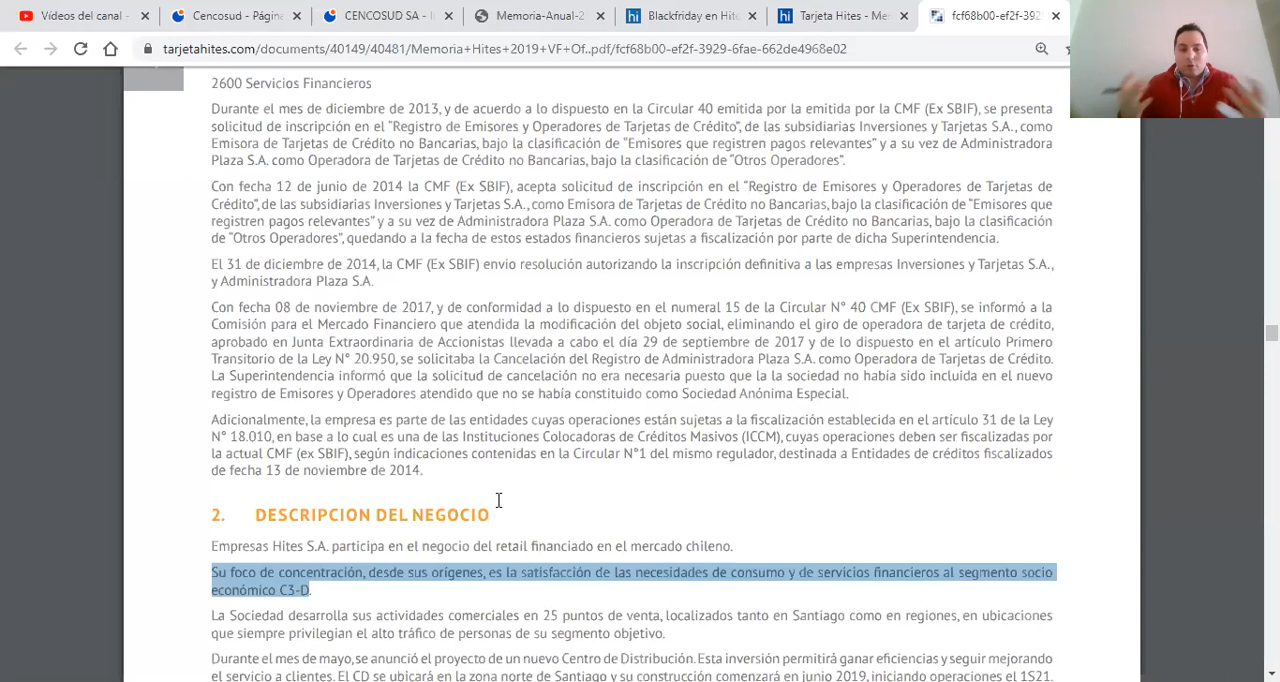 Vídeos del canal -
Cencosud - Página
CENCOSUD SA - I
Memoria-Anual-2
Blackfriday en Hite
Tarjeta Hites - Me
fcf68b00-ef2f-392
tarjetahites.com/documents/40149/40481/Memoria+Hites+2019+VF+Of..pdf/fcf68b00-ef2f-3929-6fae-662de4968e02
2600 Servicios Financieros
Durante el mes de diciembre de 2013, y de acuerdo a lo dispuesto en la Circular 40 emitida por la emitida por la CMF (Ex SBIF), se presenta
solicitud de inscripción en el “Registro de Emisores y Operadores de Tarjetas de Crédito”, de las subsidiarias Inversiones y Tarjetas S.A., como
Emisora de Taretas de Crédito no Bancarias, bajo la clasificación de “Emisores que registren pagos relevantes” y a su vez de Administradora
Plaza S.A. como Operadora de Tarjetas de Crédito no Bancarias, bajo la clasificación de “Otros Operadores”.
Con fecha 12 de junio de 2014 la CMF (Ex SBIF), acepta solicitud de inscripción en el “Registro de Emisores y Operadores de Tarjetas de
Crédito”, de las subsidiarias Inversiones y Tarjetas S.A., como Emisora de Tarjetas de Crédito no Bancarias, bajo la clasificación de “Emisores que
registren pagos relevantes” y a su vez de Administradora Plaza S.A. como Operadora de Tarjetas de Crédito no Bancarias, bajo la clasificación
de “Otros Operadores”, quedando a la fecha de estos estados financieros sujetas a fiscalización por parte de dicha Superintendencia.
El 31 de diciembre de 2014, la CMF (Ex SBIF) envio resolución autorizando la inscripción definitiva a las empresas Inversiones y Tarjetas S.A.,
y Administradora Plaza S.A.
Con fecha 08 de noviembre de 2017, y de conformidad a lo dispuesto en el numeral 15 de la Circular N° 40 CMF (Ex SBIF), se informó a la
Comisión para el Mercado Financiero que atendida la modificación del objeto social, eliminando el giro de operadora de tarjeta de crédito,
aprobado en Junta Extraordinaria de Accionistas llevada a cabo el día 29 de septiembre de 2017 y de lo dispuesto en el artículo Primero
Transitorio de la Ley N° 20.950, se solicitaba la Cancelación del Registro de Administradora Plaza S.A. como Operadora de Tarjetas de Crédito.
La Superintendencia informó que la solicitud de cancelación no era necesaria puesto que la la sociedad no había sido incluida en el nuevo
registro de Emisores y Operadores atendido que no se había constituido como Sociedad Anónima Especial.
Adicionalmente, la empresa es parte de las entidades cuyas operaciones están sujetas a la fiscalización establecida en el artículo 31 de la Ley
N° 18.010, en base a lo cual es una de las Instituciones Colocadoras de Créditos Masivos (ICCM), cuyas operaciones deben ser fiscalizadas por
la actual CMF (ex SBIF), según indicaciones contenidas en la Circular N°1 del mismo regulador, destinada a Entidades de créditos fiscalizados
de fecha 13 de noviembre de 2014.
2. DESCRIPCION DEL NEGOCIO
Empresas Hites S.A. participa en el negocio del retail financiado en el mercado chileno.
Su foco de concentración, desde sus orígenes, es la satisfacción de las necesidades de consumo y de servicios financieros al segmento socio
económico C3-D.
La Sociedad desarrolla sus actividades comerciales en 25 puntos de venta, localizados tanto en Santiago como en regiones, en ubicaciones
que siempre privilegian el alto tráfico de personas de su segmento objetivo.
Durante el mes de mayo, se anunció el proyecto de un nuevo Centro de Distribución. Esta inversión permitirá ganar eficiencias y seguir mejorando
el servicio a clientes. El CD se ubicará en la zona norte de Santiago y su construcción comenzará en junio 2019, iniciando operaciones el 1S21.